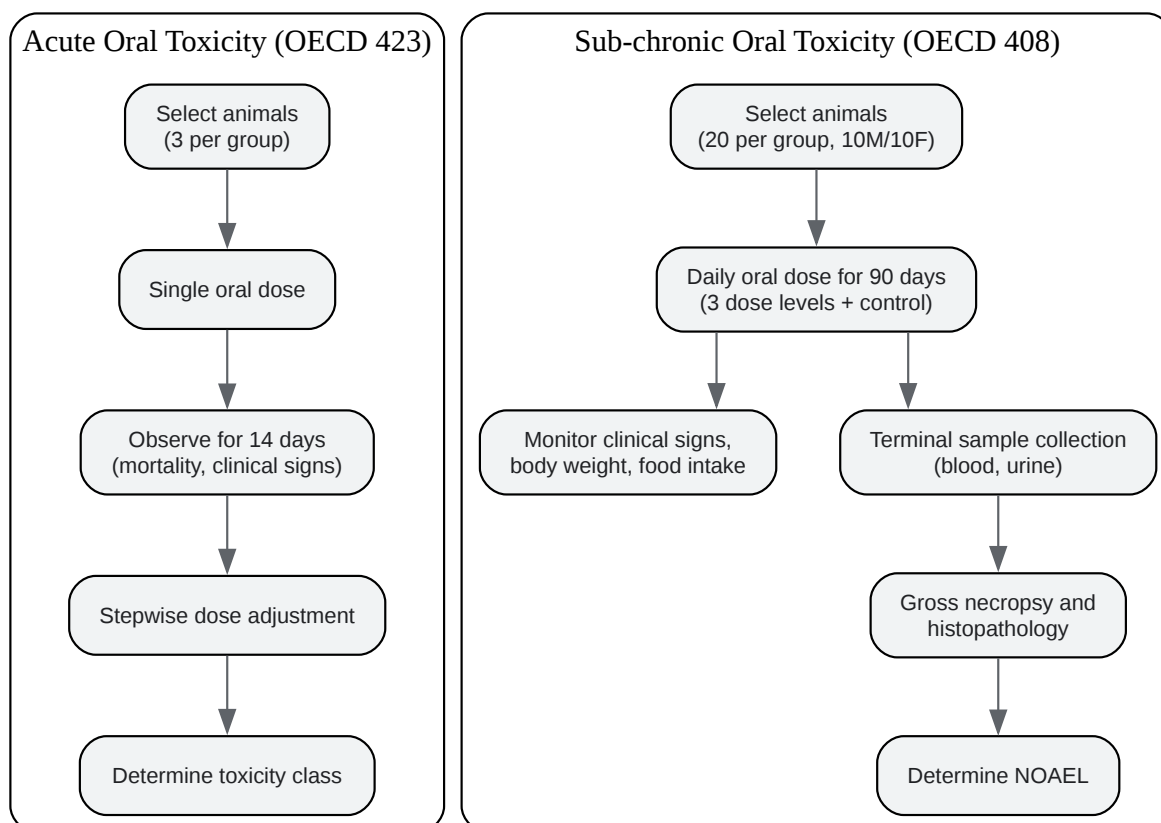 Acute Oral Toxicity (OECD 423)
Select animals
(3 per group)
Single oral dose
Observe for 14 days
(mortality, clinical signs)
Stepwise dose adjustment
Determine toxicity class
Sub-chronic Oral Toxicity (OECD 408)
Select animals
(20 per group, 10M/10F)
Daily oral dose for 90 days
(3 dose levels + control)
Monitor clinical signs,
body weight, food intake
Terminal sample collection
(blood, urine)
Gross necropsy and
histopathology
Determine NOAEL